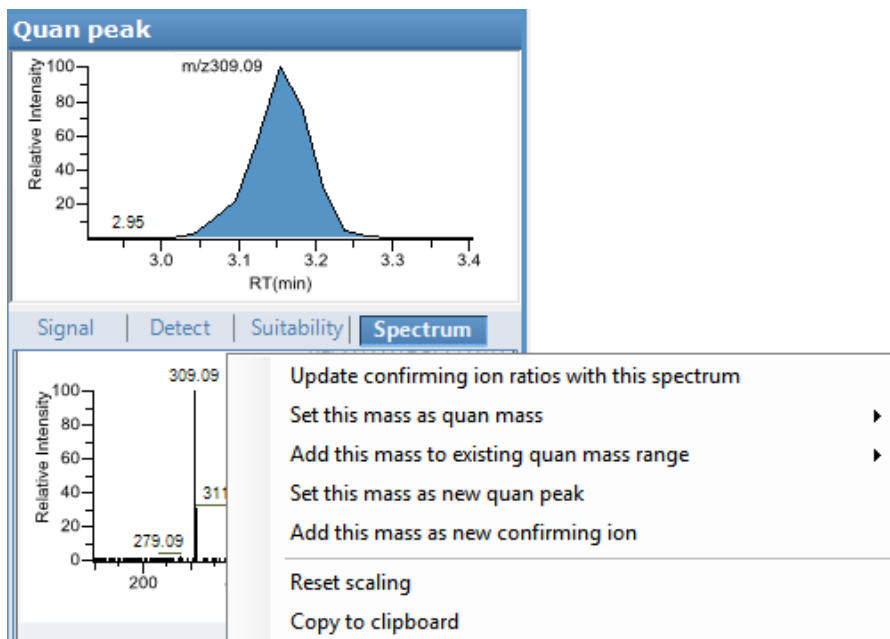 Quan peak
Relative Intensity
100
80
60
40
20
m/z309.09
2.95
3.0 3.1 3.2 3.3 3.4
RT(min)
Signal Detect Suitability Spectrum
Relative Intensity
100
80
60
40
20
0
309.09
311
279.09
200
Update confirming ion ratios with this spectrum
Set this mass as quan mass
Add this mass to existing quan mass range
Set this mass as new quan peak
Add this mass as new confirming ion
Reset scaling
Copy to clipboard